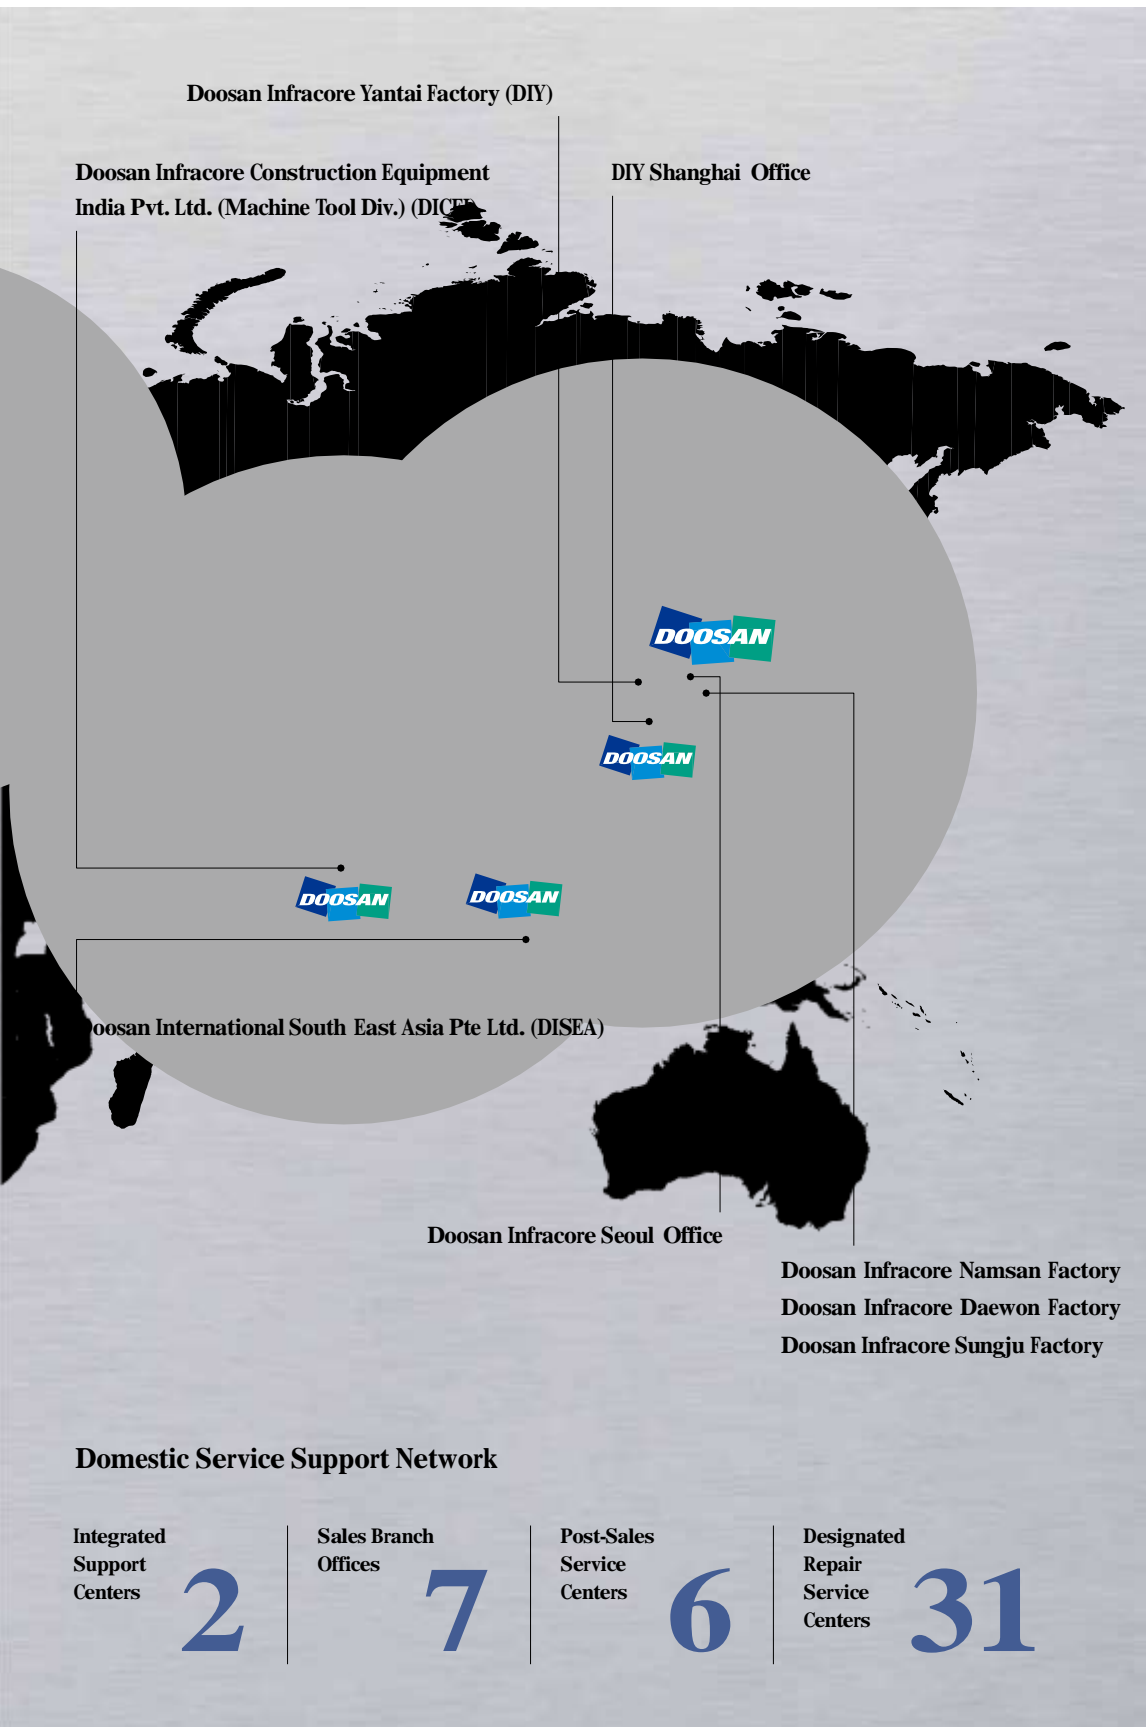 Doosan Infracore Yantai Factory (DIY)
Doosan Infracore Construction Equipment
India Pvt. Ltd. (Machine Tool Div.)
DIY Shanghai Office
DOOSAN
DOOSAN
DOOSAN
DOOSAN
Doosan International South East Asia Pte Ltd. (DISEA)
Doosan Infracore Seoul Office
Doosan Infracore Namsan Factory
Doosan Infracore Daewon Factory
Doosan Infracore Sungju Factory
Domestic Service Support Network
Integrated
Support
Centers
2
Sales Branch
Offices
7
Post-Sales
Service
Centers
6
Designated
Repair
Service
Centers
31